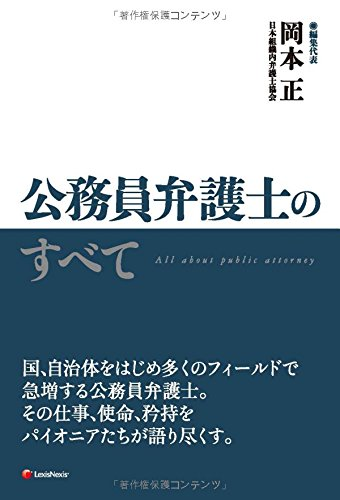 「著作権保護コンテンツ」
●編集代表
岡本 正
日本組織内弁護士協会
公務員弁護士の
すべて
All about public attorney
国、自治体をはじめ多くのフィールドで
急増する公務員弁護士。
その仕事、使命、矜持を
パイオニアたちが語り尽くす。
LexisNexis®
「著作権保護コンテンツ」